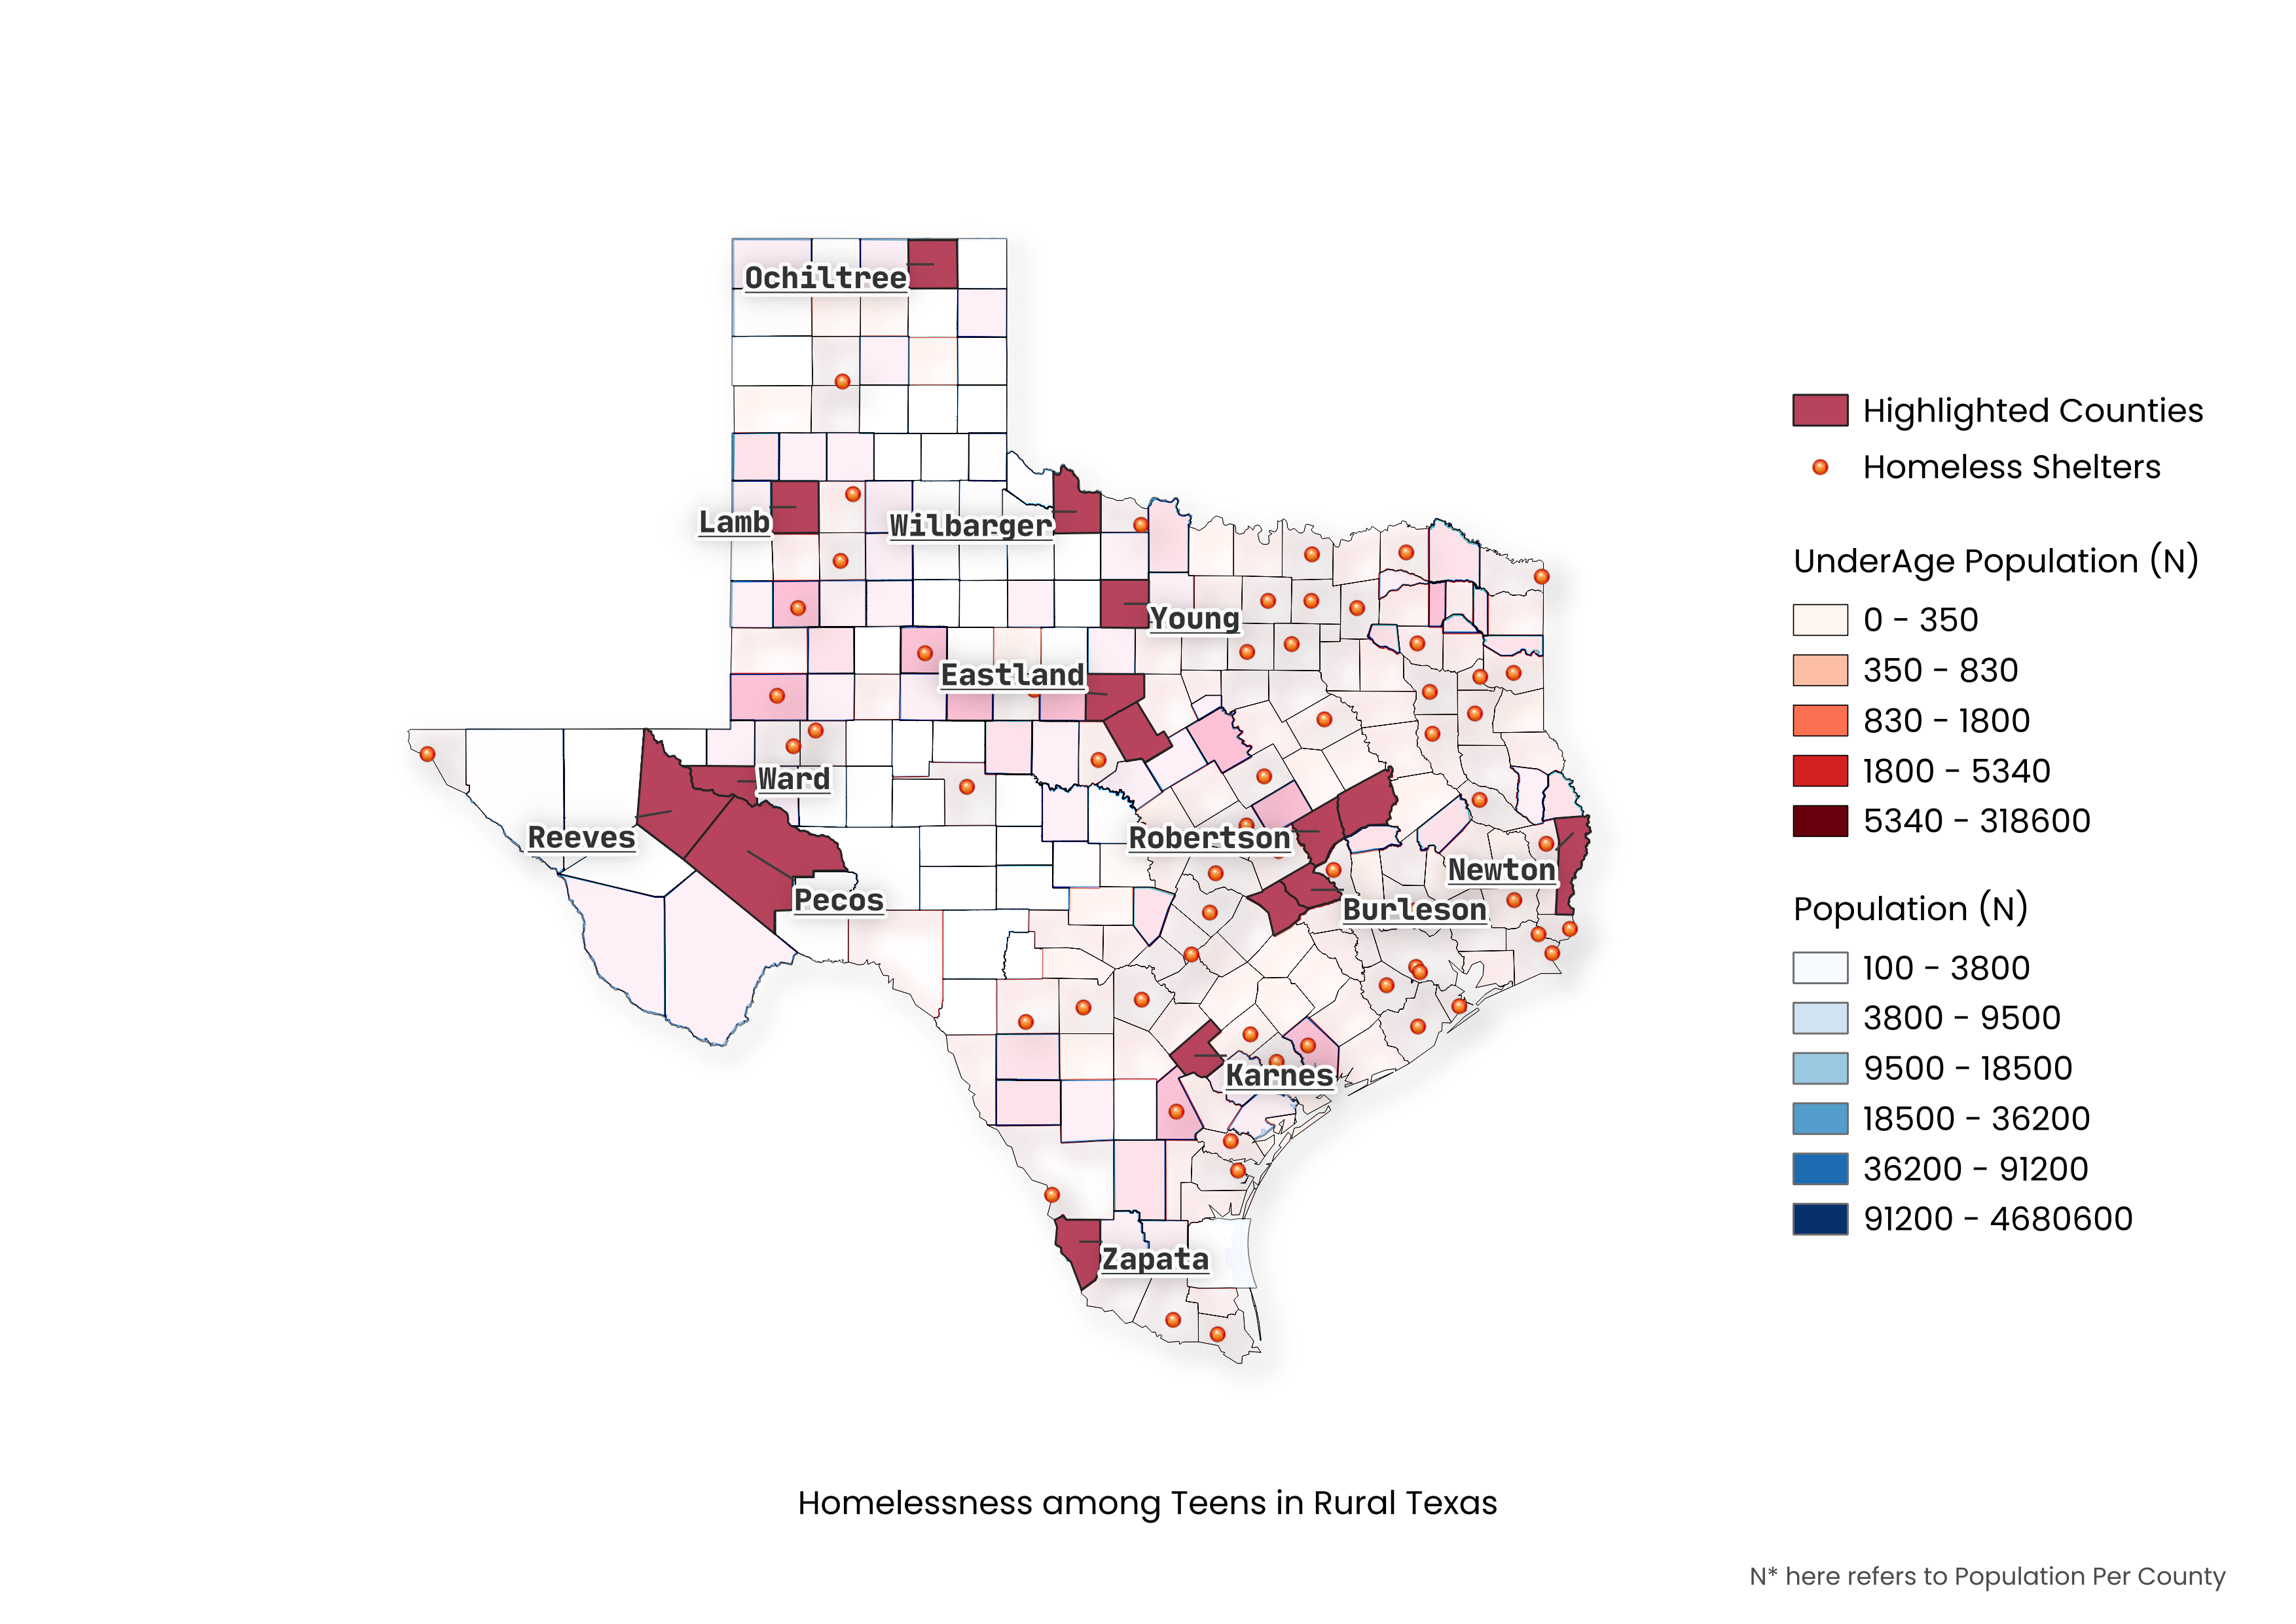 Ochiltree
Lamb
Wilbarger
Young
Eastland
Ward
Reeves
Robertson
Newton
Pecos
Burleson
Karnes
Zapata
Highlighted Counties
Homeless Shelters
UnderAge Population (N)
0 - 350
350 - 830
830 - 1800
1800 - 5340
5340 - 318600
Population (N)
100 - 3800
3800 - 9500
9500 - 18500
18500 - 36200
36200 - 91200
91200 - 4680600
Homelessness among Teens in Rural Texas
N* here refers to Population Per County